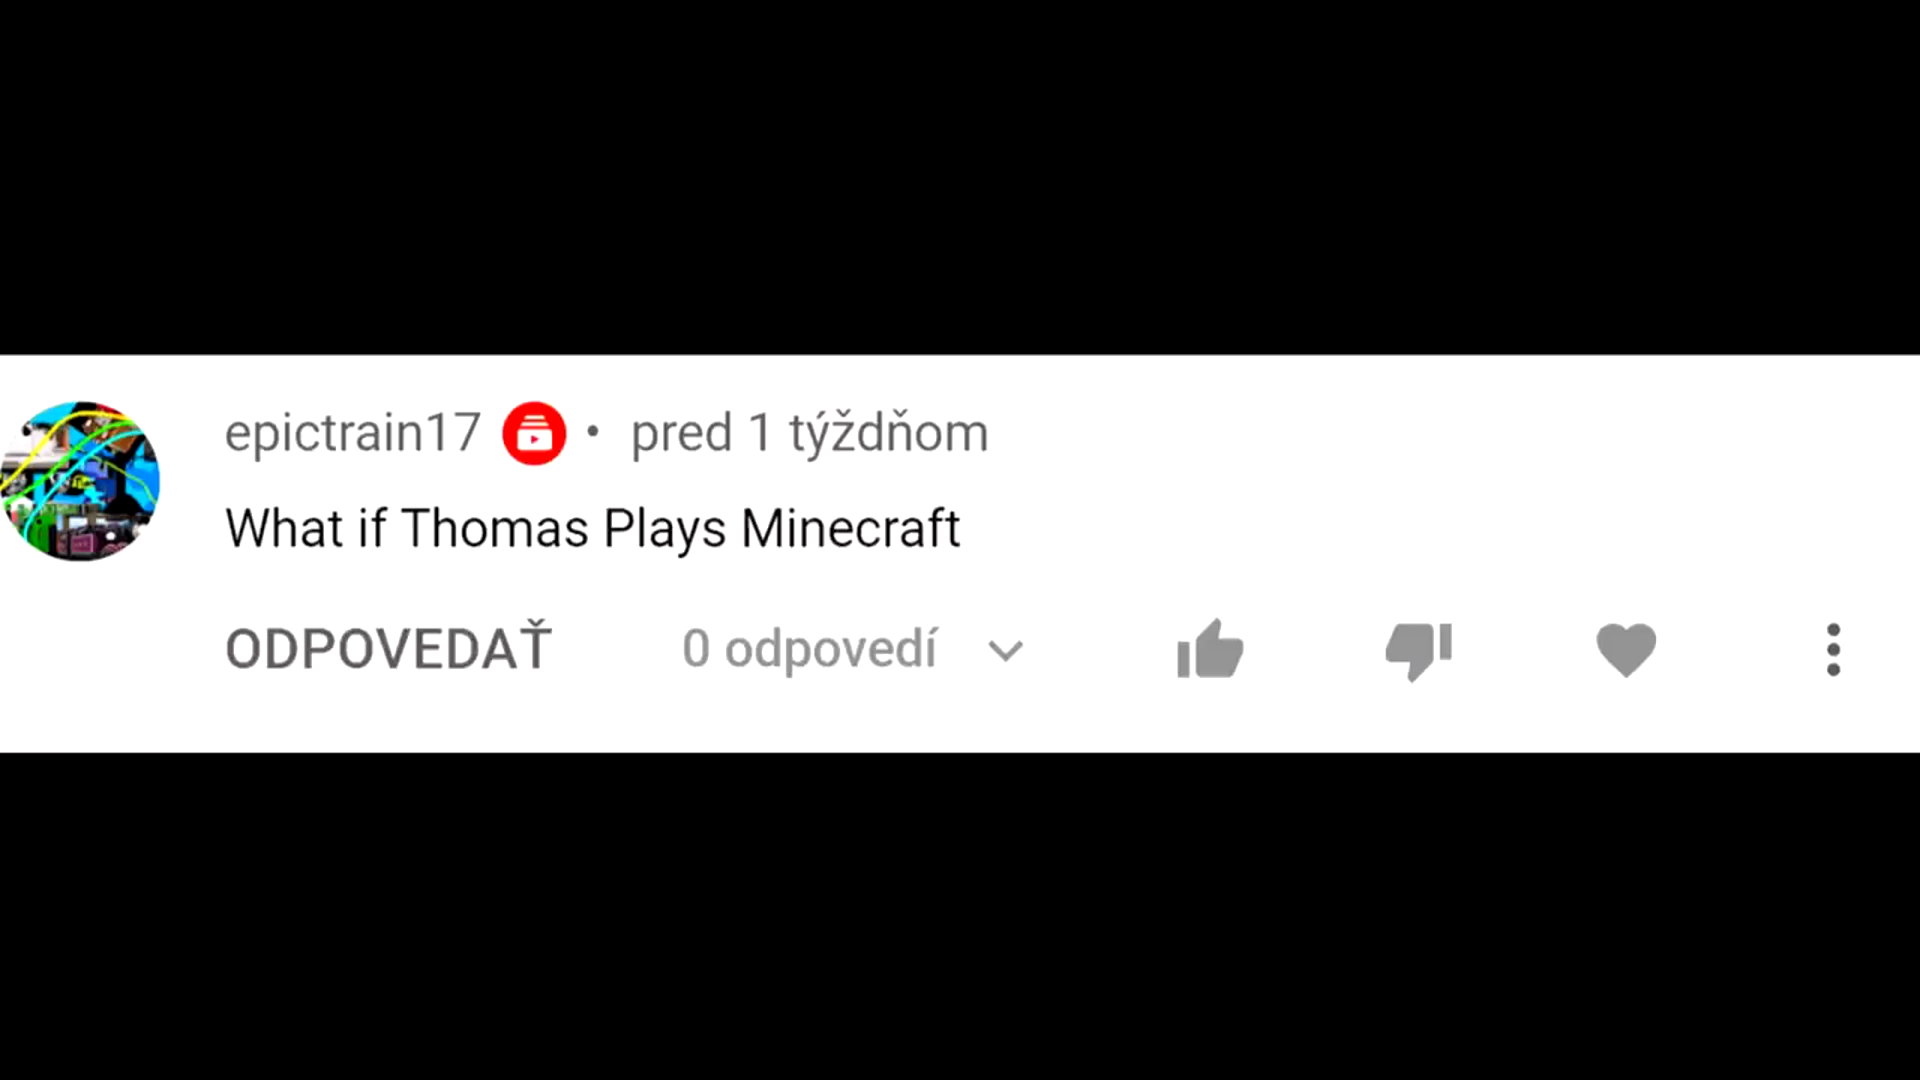 epictrain17 • pred 1 týždňom
What if Thomas Plays Minecraft
ODPOVEDAŤ 0 odpovedí